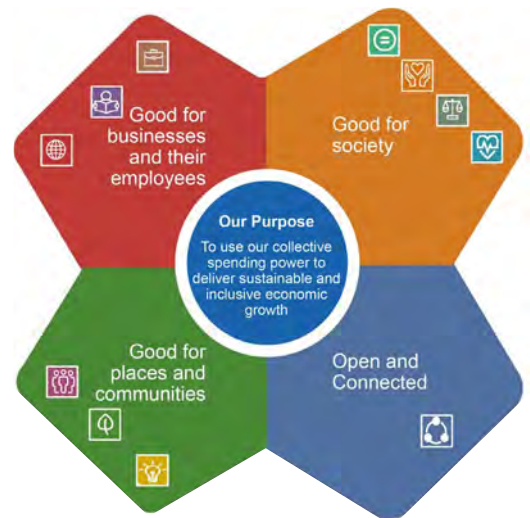 Good for
businesses
and their
employees
Good for
society
Our Purpose
To use our collective
spending power to
deliver sustainable and
inclusive economic
growth
Good for
places and
communities
Open and
Connected